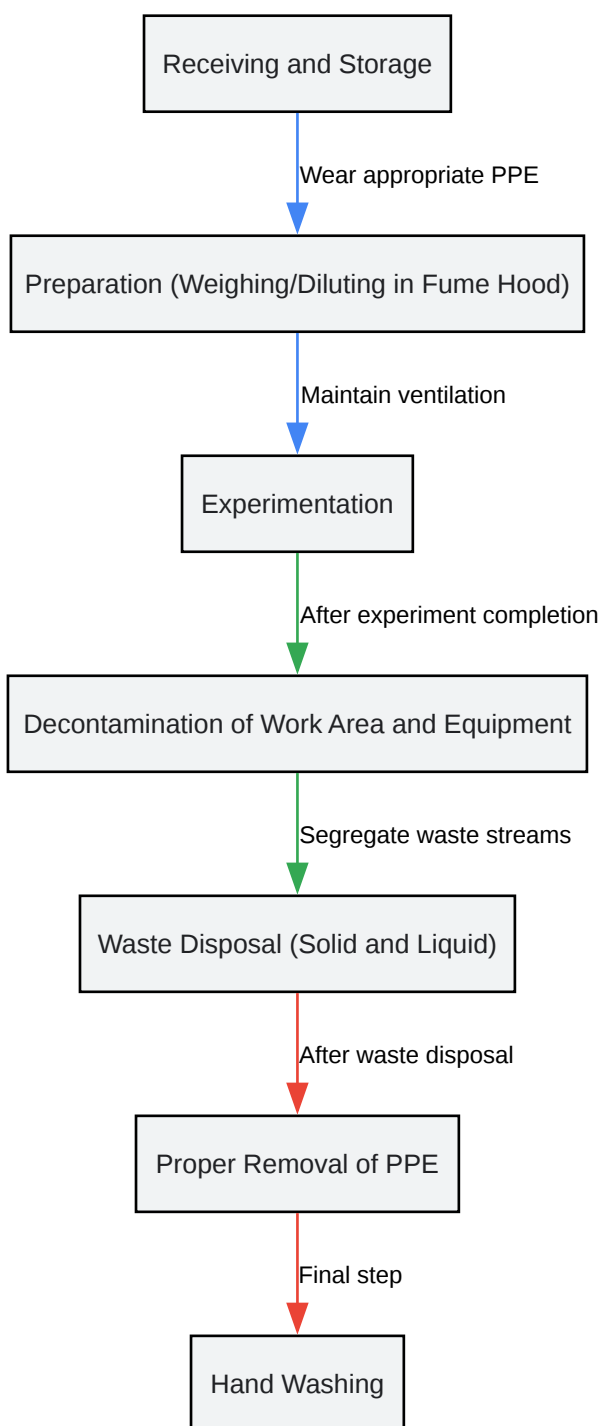 Receiving and Storage
Wear appropriate PPE
Preparation (Weighing/Diluting in Fume Hood)
Maintain ventilation
Experimentation
After experiment completion
Decontamination of Work Area and Equipment
Segregate waste streams
Waste Disposal (Solid and Liquid)
After waste disposal
Proper Removal of PPE
Final step
Hand Washing